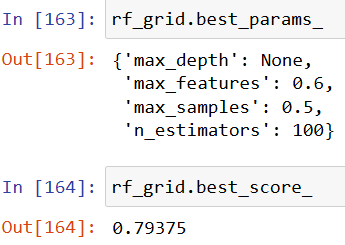 In [163]: rf_grid.best_params_
Out[163]: {'max_depth': None,
'max_features': 0.6,
'max_samples': 0.5,
'n_estimators': 100}
In [164]: rf_grid.best_score_
Out[164]: 0.79375